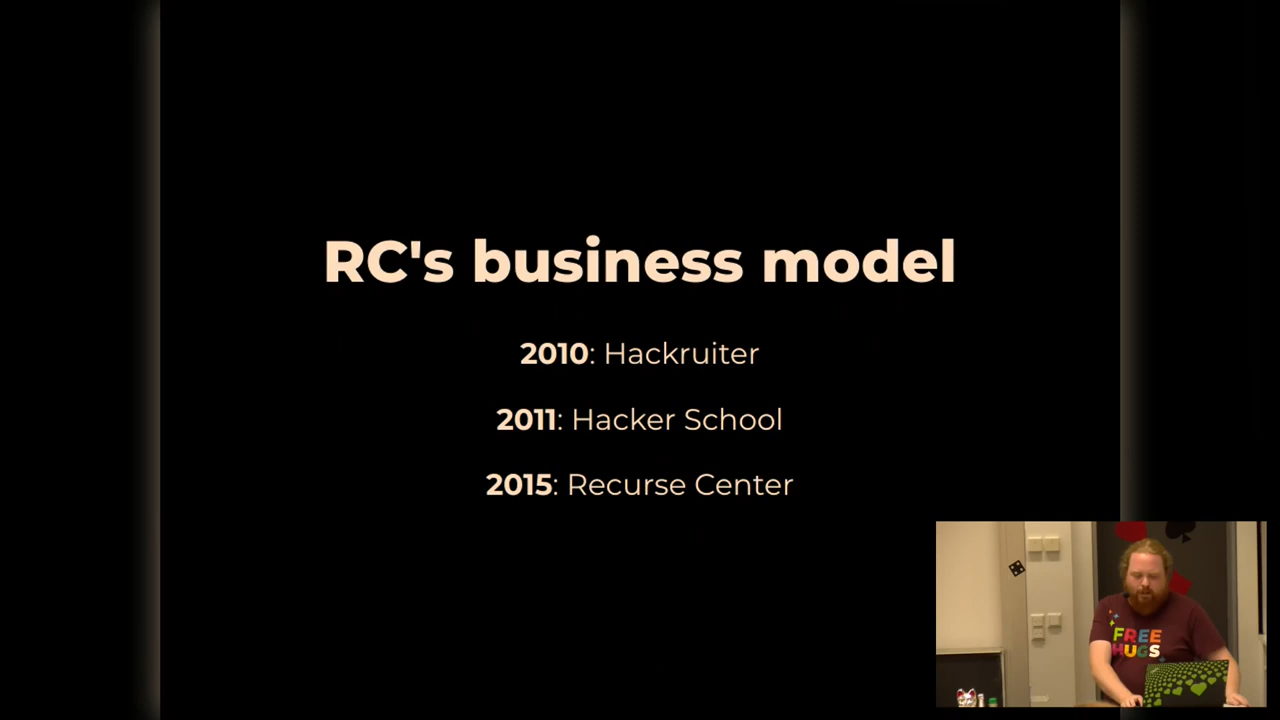 RC's business model
2010: Hackruiter
2011: Hacker School
2015: Recurse Center
FREE
HUGS